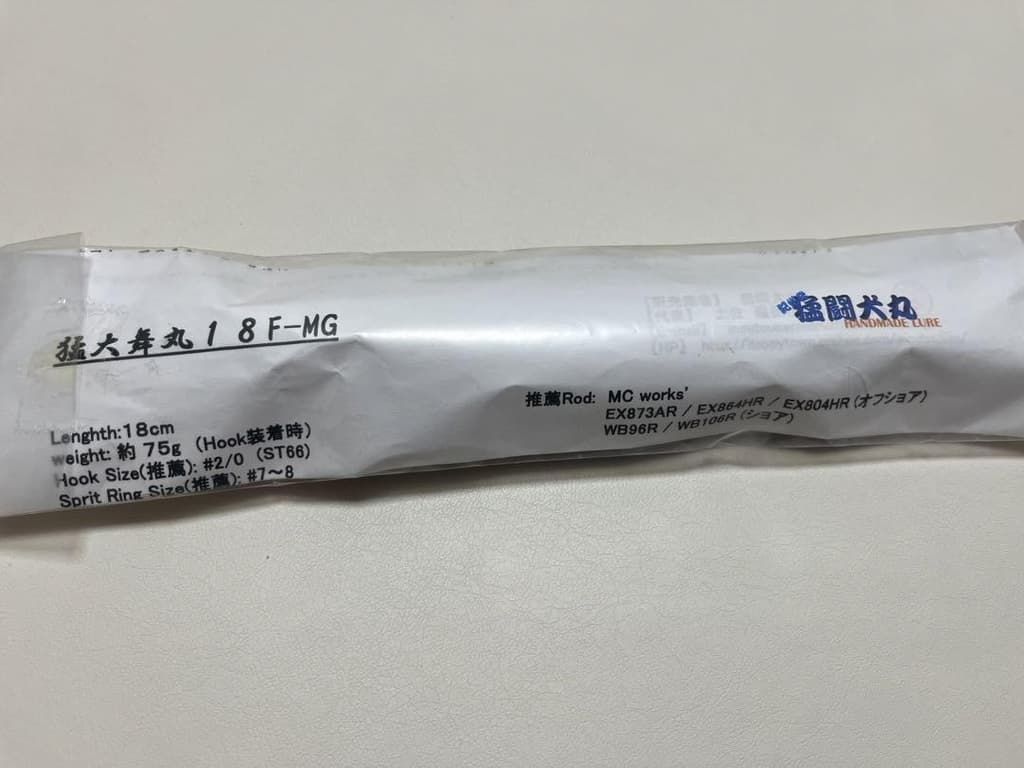 猛大舞丸１８F-MG
Lenghth:18cm
weight: 約 75g (Hook装着時)
Hook Size(推薦): #2/0 (ST66)
Sprit Ring Size(推薦): #7～8
猛闘犬丸
HANDMADE LURE
推薦Rod: MC works'
EX873AR / EX864HR / EX804HR (オフショア)
WB96R / WB106R (ショア)
【HP】